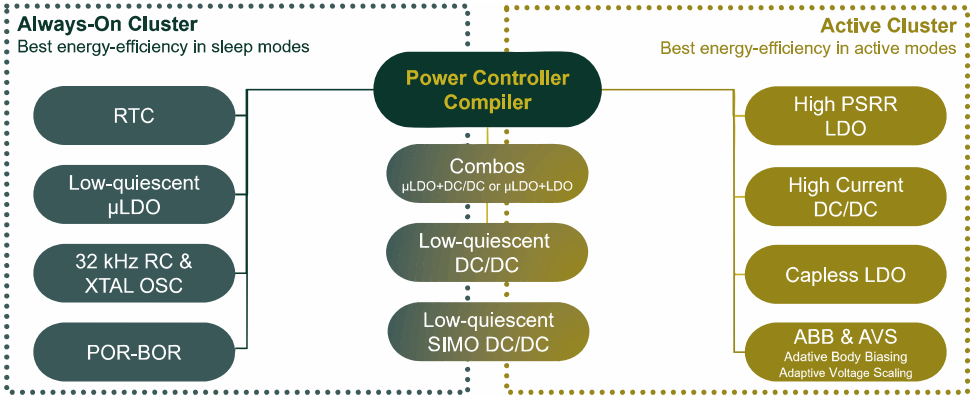 Always-On Cluster
Best energy-efficiency in sleep modes
Active Cluster
Best energy-efficiency in active modes
Power Controller
Compiler
RTC
Low-quiescent
µLDO
32 kHz RC &
XTAL OSC
POR-BOR
Combos
µLDO+DC/DC or µLDO+LDO
Low-quiescent
DC/DC
Low-quiescent
SIMO DC/DC
High PSRR
LDO
High Current
DC/DC
Capless LDO
ABB & AVS
Adative Body Biasing
Adaptive Voltage Scaling